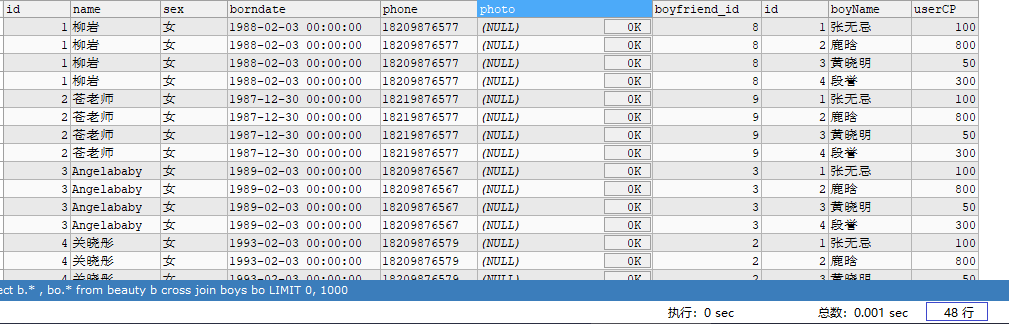 id name sex borndate phone photo boyfriend_id id boyName userCP
1 柳岩 女 1988-02-03 00:00:00 18209876577 (NULL) 0K 8 1 张无忌 100
1 柳岩 女 1988-02-03 00:00:00 18209876577 (NULL) 0K 8 2 鹿晗 800
1 柳岩 女 1988-02-03 00:00:00 18209876577 (NULL) 0K 8 3 黄晓明 50
1 柳岩 女 1988-02-03 00:00:00 18209876577 (NULL) 0K 8 4 段誉 300
2 苍老师 女 1987-12-30 00:00:00 18219876577 (NULL) 0K 9 1 张无忌 100
2 苍老师 女 1987-12-30 00:00:00 18219876577 (NULL) 0K 9 2 鹿晗 800
2 苍老师 女 1987-12-30 00:00:00 18219876577 (NULL) 0K 9 3 黄晓明 50
2 苍老师 女 1987-12-30 00:00:00 18219876577 (NULL) 0K 9 4 段誉 300
3 Angelababy 女 1989-02-03 00:00:00 18209876567 (NULL) 0K 3 1 张无忌 100
3 Angelababy 女 1989-02-03 00:00:00 18209876567 (NULL) 0K 3 2 鹿晗 800
3 Angelababy 女 1989-02-03 00:00:00 18209876567 (NULL) 0K 3 3 黄晓明 50
3 Angelababy 女 1989-02-03 00:00:00 18209876567 (NULL) 0K 3 4 段誉 300
4 关晓彤 女 1993-02-03 00:00:00 18209876579 (NULL) 0K 2 1 张无忌 100
4 关晓彤 女 1993-02-03 00:00:00 18209876579 (NULL) 0K 2 2 鹿晗 800
4 关晓彤 女 1993-02-03 00:00:00 18209876579 (NULL) 0K 2 3 黄晓明 50
ect b.* , bo.* from beauty b cross join boys bo LIMIT 0, 1000
执行: 0 sec 总数: 0.001 sec 48 行